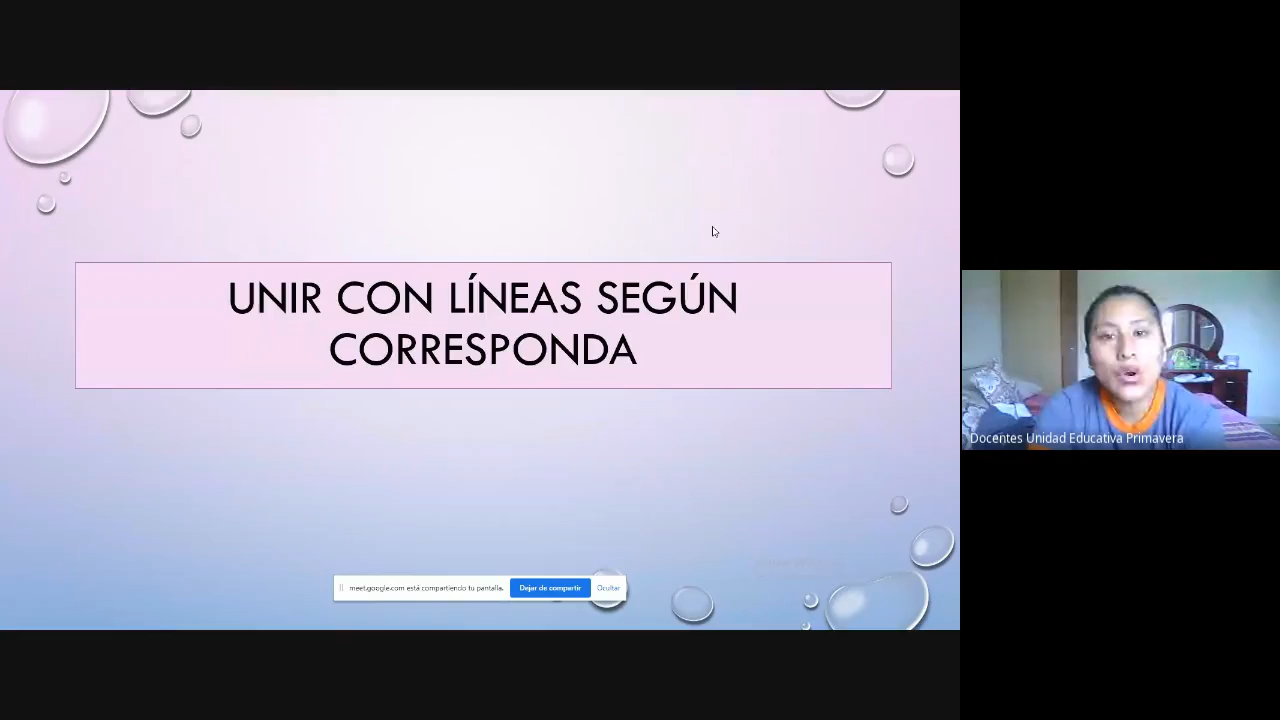 UNIR CON LÍNEAS SEGÚN
CORRESPONDA
Docentes Unidad Educativa Primavera
meet.google.com está compartiendo tu pantalla.
Dejar de compartir
Ocultar